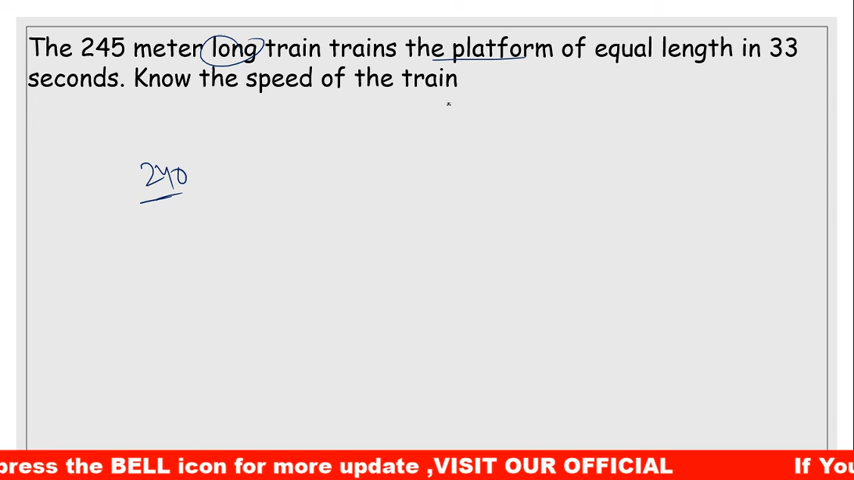 The 245 meter long train trains the platform of equal length in 33
seconds. Know the speed of the train
240
press the BELL icon for more update ,VISIT OUR OFFICIAL If You